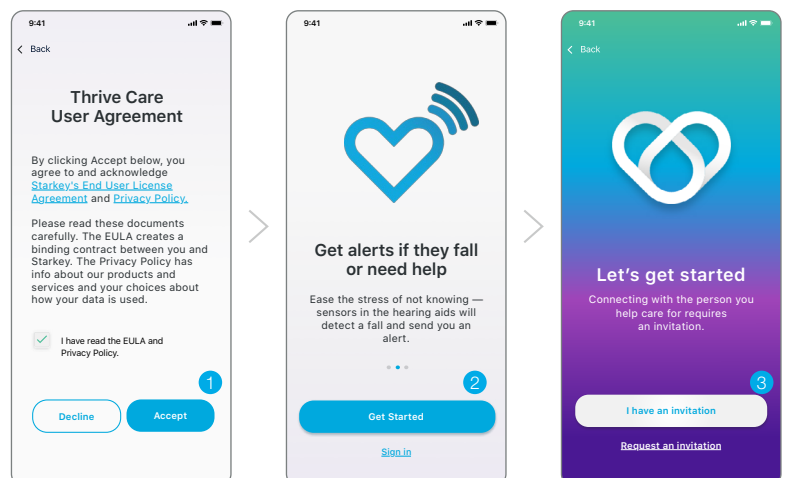 9:41
Back
Thrive Care
User Agreement
By clicking Accept below, you
agree to and acknowledge
Starkey's End User License
Agreement and Privacy Policy.
Please read these documents
carefully. The EULA creates a
binding contract between you and
Starkey. The Privacy Policy has
info about our products and
services and your choices about
how your data is used.
I have read the EULA and
Privacy Policy.
1
Decline
Accept
9:41
Get alerts if they fall
or need help
Ease the stress of not knowing —
sensors in the hearing aids will
detect a fall and send you an
alert.
2
Get Started
Sign in
9:41
Back
Let's get started
Connecting with the person you
help care for requires
an invitation.
3
I have an invitation
Request an invitation